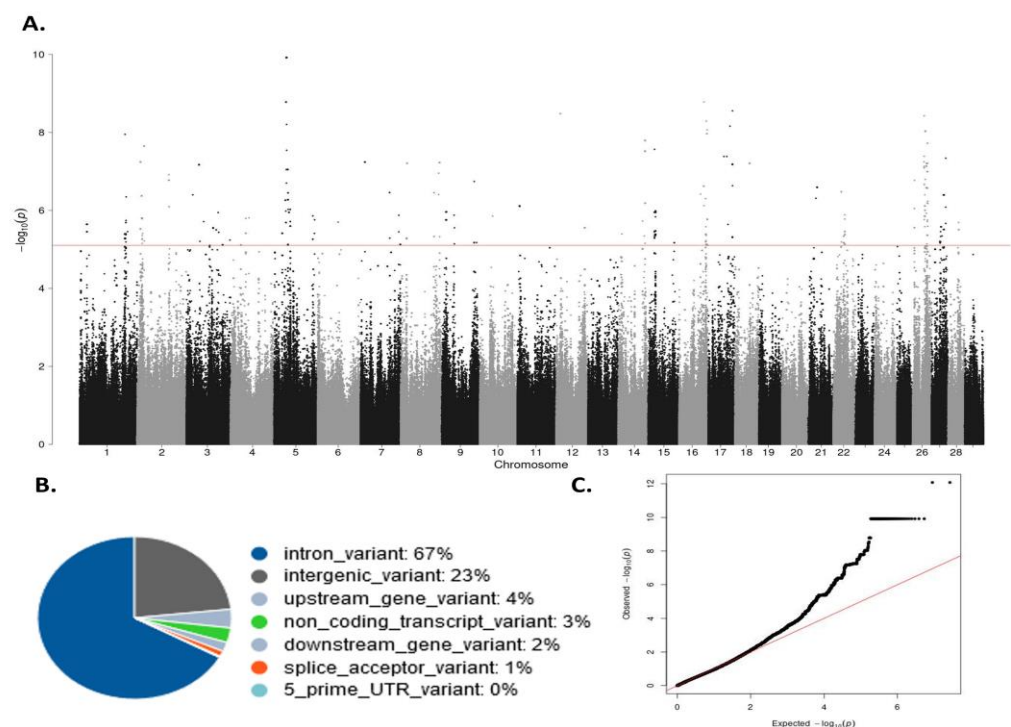 A.
10
8
6
4
2
0
−log₁₀(p)
1 2 3 4 5 6 7 8 9 10 11 12 13 14 15 16 17 18 19 20 21 22 23 24 25 26 28
Chromosome
B.
intron_variant: 67%
intergenic_variant: 23%
upstream_gene_variant: 4%
non_coding_transcript_variant: 3%
downstream_gene_variant: 2%
splice_acceptor_variant: 1%
5_prime_UTR_variant: 0%
C.
12
10
8
6
4
2
0
Observed −log₁₀(p)
0 2 4 6
Expected −log₁₀(p)